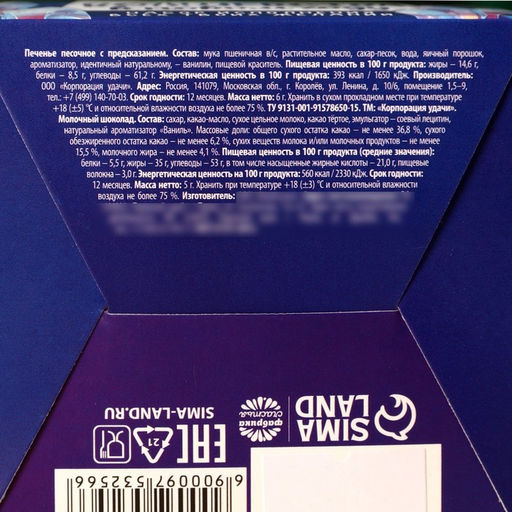 Печенье песочное с предсказанием. Состав: мука пшеничная в/с, растительное масло, сахар-песок, вода, яичный порошок,
ароматизатор, идентичный натуральному, – ванилин, пищевой краситель. Пищевая ценность в 100 г продукта: жиры – 14,6 г,
белки – 8,5 г, углеводы – 61,2 г. Энергетическая ценность в 100 г продукта: 393 ккал / 1650 кДж. Производитель:
ООО «Корпорация удачи». Адрес: Россия, 141079, Московская обл., г. Королёв, ул. Ленина, д. 10/6, помещение 1,5–9,
тел.: +7 (499) 140-70-03. Срок годности: 12 месяцев. Масса нетто: 6 г. Хранить в сухом прохладном месте при температуре
+18 (±5) °С и относительной влажности воздуха не более 75 %. ТУ 9131-001-91578650-15. ТМ: «Корпорация удачи».
Молочный шоколад. Состав: сахар, какао-масло, сухое цельное молоко, какао тёртое, эмульгатор – соевый лецитин,
натуральный ароматизатор «Ваниль». Массовые доли: общего сухого остатка какао – не менее 36,8 %, сухого
обезжиренного остатка какао – не менее 6,2 %, сухих веществ молока и/или молочных продуктов – не менее
15,5 %, молочного жира – не менее 4,1 %. Пищевая ценность в 100 г продукта (средние значения):
белки – 5,5 г, жиры – 35 г, углеводы – 53 г, в том числе насыщенные жирные кислоты – 21,0 г, пищевые
волокна – 3,0 г. Энергетическая ценность на 100 г продукта: 560 ккал / 2330 кДж. Срок годности:
12 месяцев. Масса нетто: 5 г. Хранить при температуре +18 (±3) °С и относительной влажности
воздуха не более 75 %. Изготовитель:
SIMA LAND
фабрика счастья
SIMA-LAND.RU
EAC
21
6 900097 532566